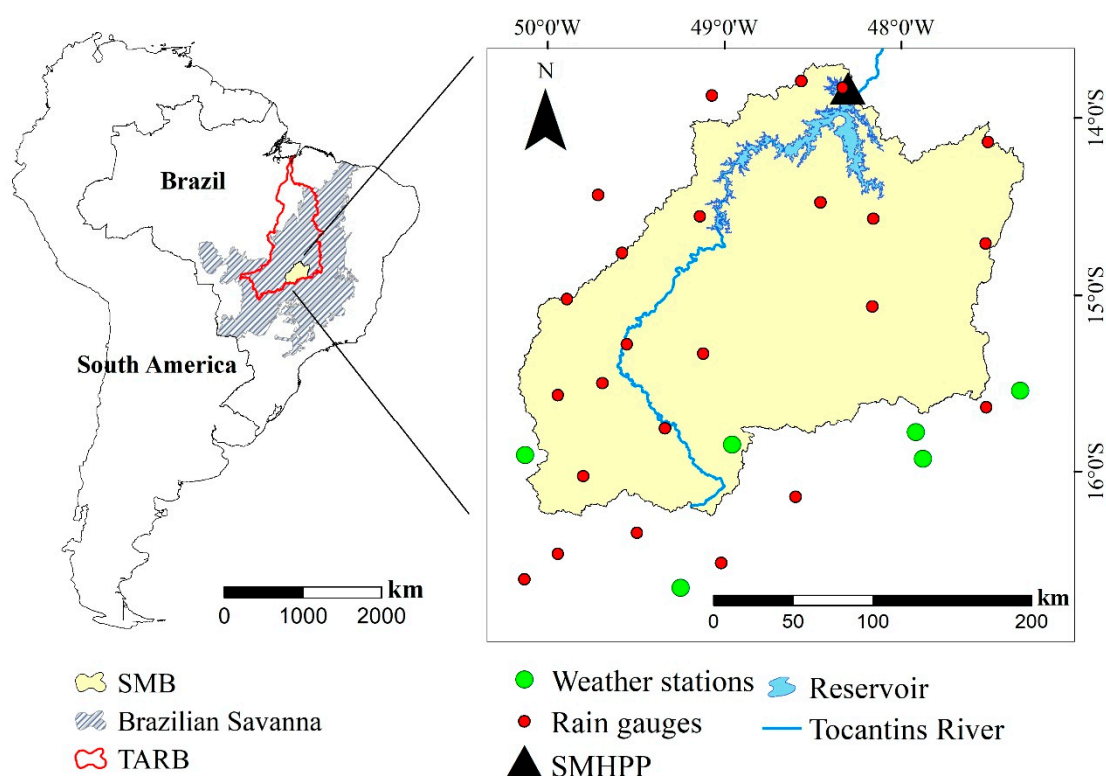 50°0'W 49°0'W 48°0'W
N
14°0'S
15°0'S
16°0'S
Brazil
South America
km
0 1000 2000
km
0 50 100 200
SMB
Brazilian Savanna
TARB
Weather stations
Rain gauges
SMHPP
Reservoir
Tocantins River